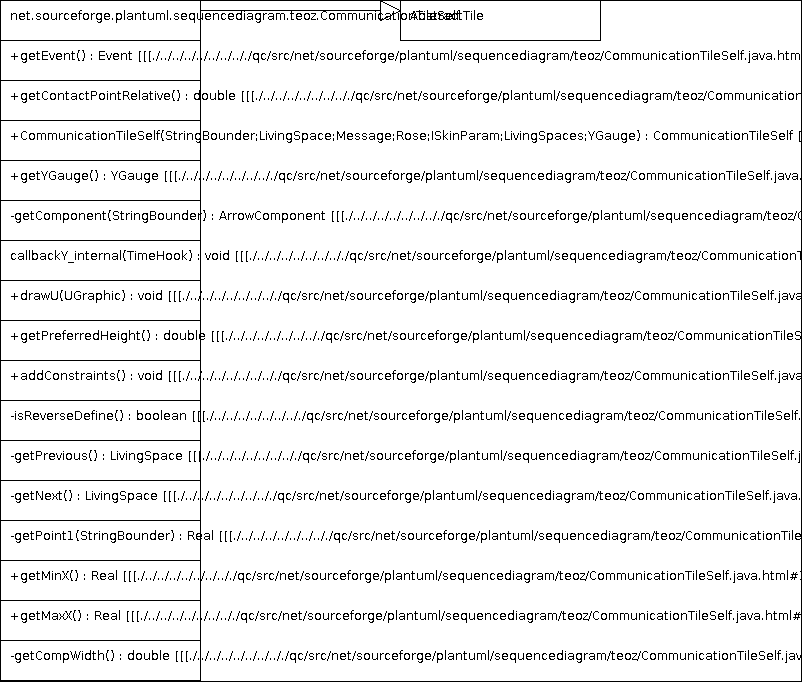 net.sourceforge.plantuml.sequencediagram.teoz.CommunicationTileSelf
AbstractTile
+getEvent() : Event [[[./../../../../../../../qc/src/net/sourceforge/plantuml/sequencediagram/teoz/CommunicationTileSelf.java.htm
+getContactPointRelative() : double [[[./../../../../../../../qc/src/net/sourceforge/plantuml/sequencediagram/teoz/Communication
+CommunicationTileSelf(StringBounder;LivingSpace;Message;Rose;ISkinParam;LivingSpaces;YGauge) : CommunicationTileSelf [
+getYGauge() : YGauge [[[./../../../../../../../qc/src/net/sourceforge/plantuml/sequencediagram/teoz/CommunicationTileSelf.java.
-getComponent(StringBounder) : ArrowComponent [[[./../../../../../../../qc/src/net/sourceforge/plantuml/sequencediagram/teoz/C
callbackY_internal(TimeHook) : void [[[./../../../../../../../qc/src/net/sourceforge/plantuml/sequencediagram/teoz/CommunicationT
+drawU(UGraphic) : void [[[./../../../../../../../qc/src/net/sourceforge/plantuml/sequencediagram/teoz/CommunicationTileSelf.java
+getPreferredHeight() : double [[[./../../../../../../../qc/src/net/sourceforge/plantuml/sequencediagram/teoz/CommunicationTileS
+addConstraints() : void [[[./../../../../../../../qc/src/net/sourceforge/plantuml/sequencediagram/teoz/CommunicationTileSelf.java
-isReverseDefine() : boolean [[[./../../../../../../../qc/src/net/sourceforge/plantuml/sequencediagram/teoz/CommunicationTileSelf.
-getPrevious() : LivingSpace [[[./../../../../../../../qc/src/net/sourceforge/plantuml/sequencediagram/teoz/CommunicationTileSelf.j
-getNext() : LivingSpace [[[./../../../../../../../qc/src/net/sourceforge/plantuml/sequencediagram/teoz/CommunicationTileSelf.java.
-getPoint1(StringBounder) : Real [[[./../../../../../../../qc/src/net/sourceforge/plantuml/sequencediagram/teoz/CommunicationTile
+getMinX() : Real [[[./../../../../../../../qc/src/net/sourceforge/plantuml/sequencediagram/teoz/CommunicationTileSelf.java.html#1
+getMaxX() : Real [[[./../../../../../../../qc/src/net/sourceforge/plantuml/sequencediagram/teoz/CommunicationTileSelf.java.html#
-getCompWidth() : double [[[./../../../../../../../qc/src/net/sourceforge/plantuml/sequencediagram/teoz/CommunicationTileSelf.jav